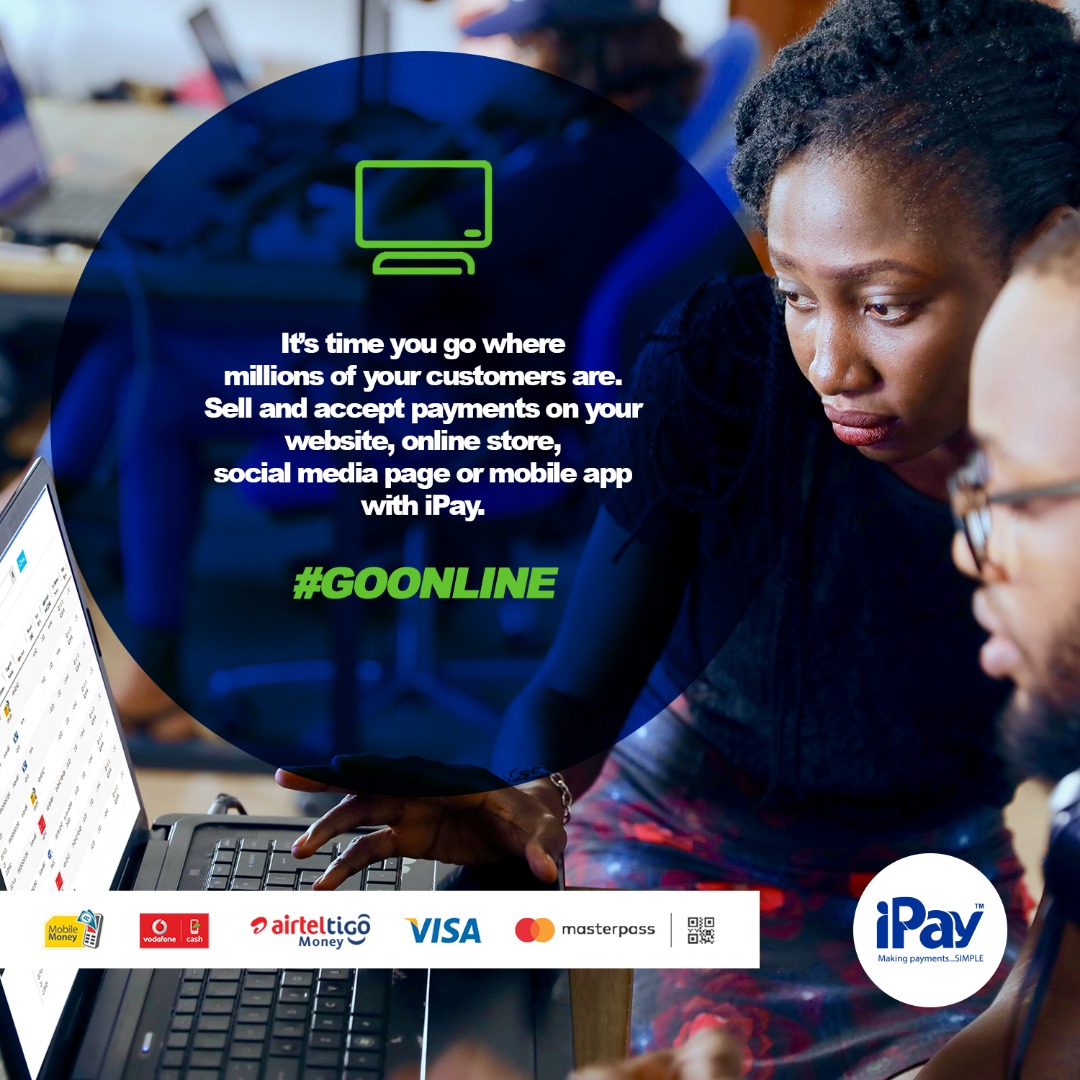 It's time you go where
millions of your customers are.
Sell and accept payments on your
website, online store,
social media page or mobile app
with iPay.
#GOONLINE
Mobile
Money
vodafone
cash
airteltigo
Money
VISA
masterpass
iPay™
Making payments...SIMPLE